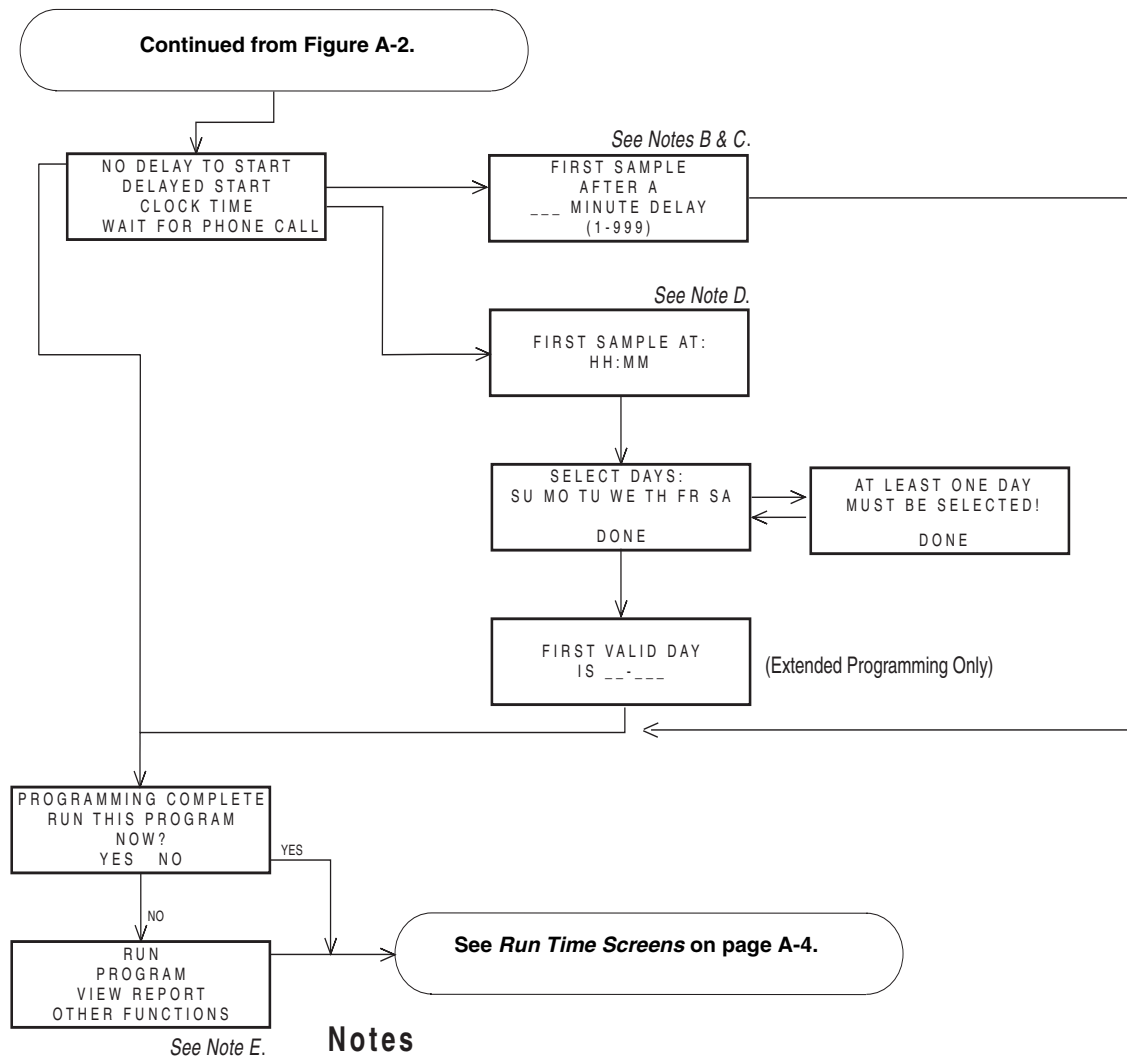 Continued from Figure A-2.
NO DELAY TO START
DELAYED START
CLOCK TIME
WAIT FOR PHONE CALL
See Notes B & C.
FIRST SAMPLE
AFTER A
___ MINUTE DELAY
(1-999)
See Note D.
FIRST SAMPLE AT:
HH:MM
SELECT DAYS:
SU MO TU WE TH FR SA
DONE
AT LEAST ONE DAY
MUST BE SELECTED!
DONE
FIRST VALID DAY
IS __-___
(Extended Programming Only)
PROGRAMMING COMPLETE
RUN THIS PROGRAM
NOW?
YES NO
YES
NO
RUN
PROGRAM
VIEW REPORT
OTHER FUNCTIONS
See Note E.
See Run Time Screens on page A-4.
Notes